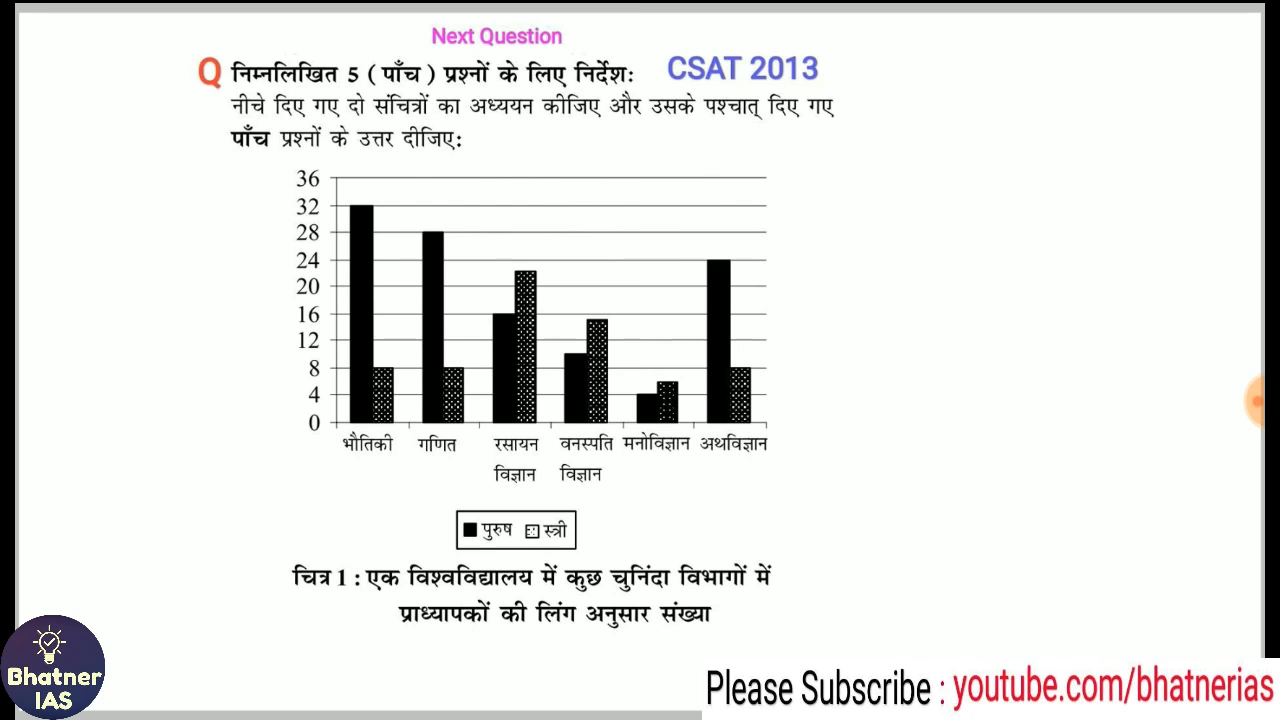 Next Question
Q निम्नलिखित 5 ( पाँच ) प्रश्नों के लिए निर्देश: CSAT 2013
नीचे दिए गए दो संचित्रों का अध्ययन कीजिए और उसके पश्चात् दिए गए
पाँच प्रश्नों के उत्तर दीजिए:
36
32
28
24
20
16
12
8
4
0
भौतिकी गणित रसायन वनस्पति मनोविज्ञान अथविज्ञान
विज्ञान विज्ञान
पुरुष स्त्री
चित्र 1 : एक विश्वविद्यालय में कुछ चुनिंदा विभागों में
प्राध्यापकों की लिंग अनुसार संख्या
Bhatner
IAS
Please Subscribe : youtube.com/bhatnerias